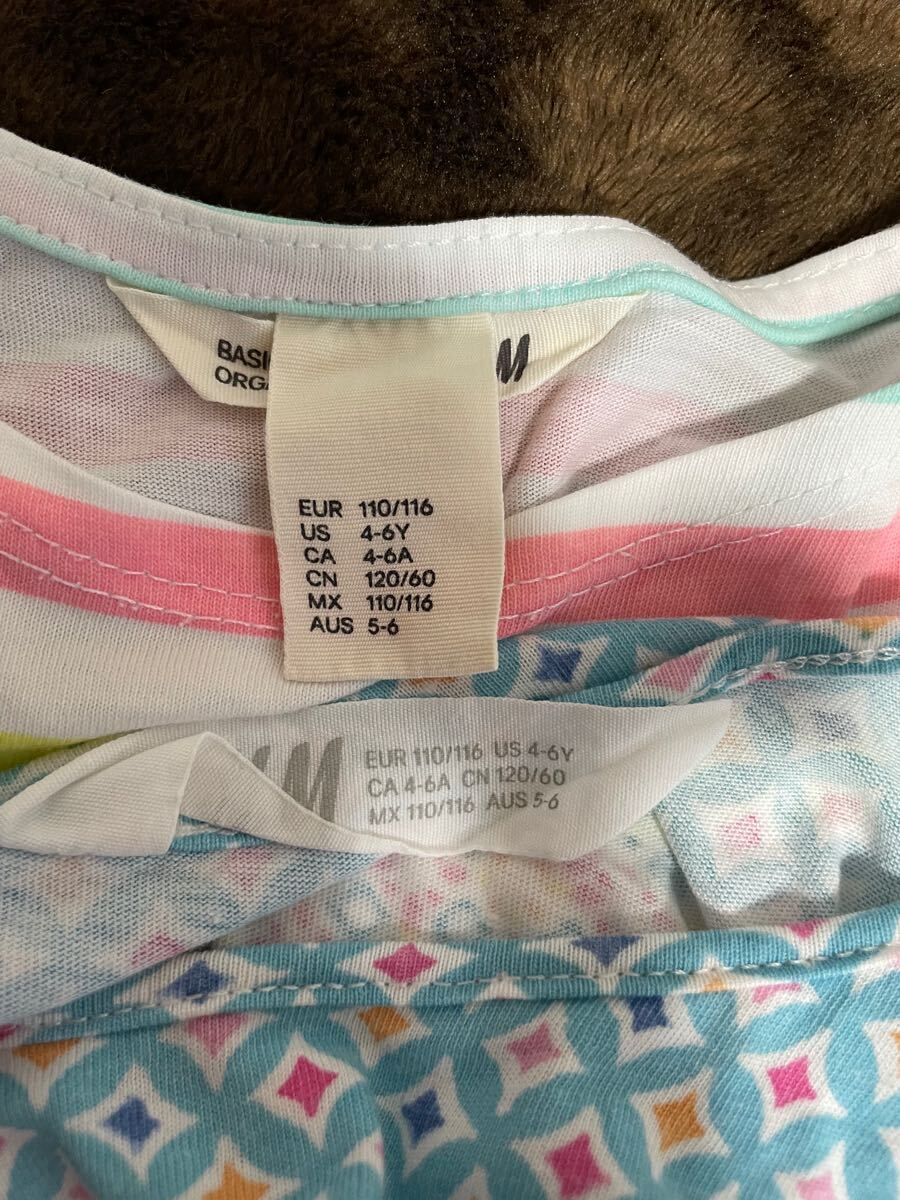 BASI
ORGA
M
EUR 110/116
US 4-6Y
CA 4-6A
CN 120/60
MX 110/116
AUS 5-6
M
EUR 110/116 US 4-6Y
CA 4-6A CN 120/60
MX 110/116 AUS 5-6